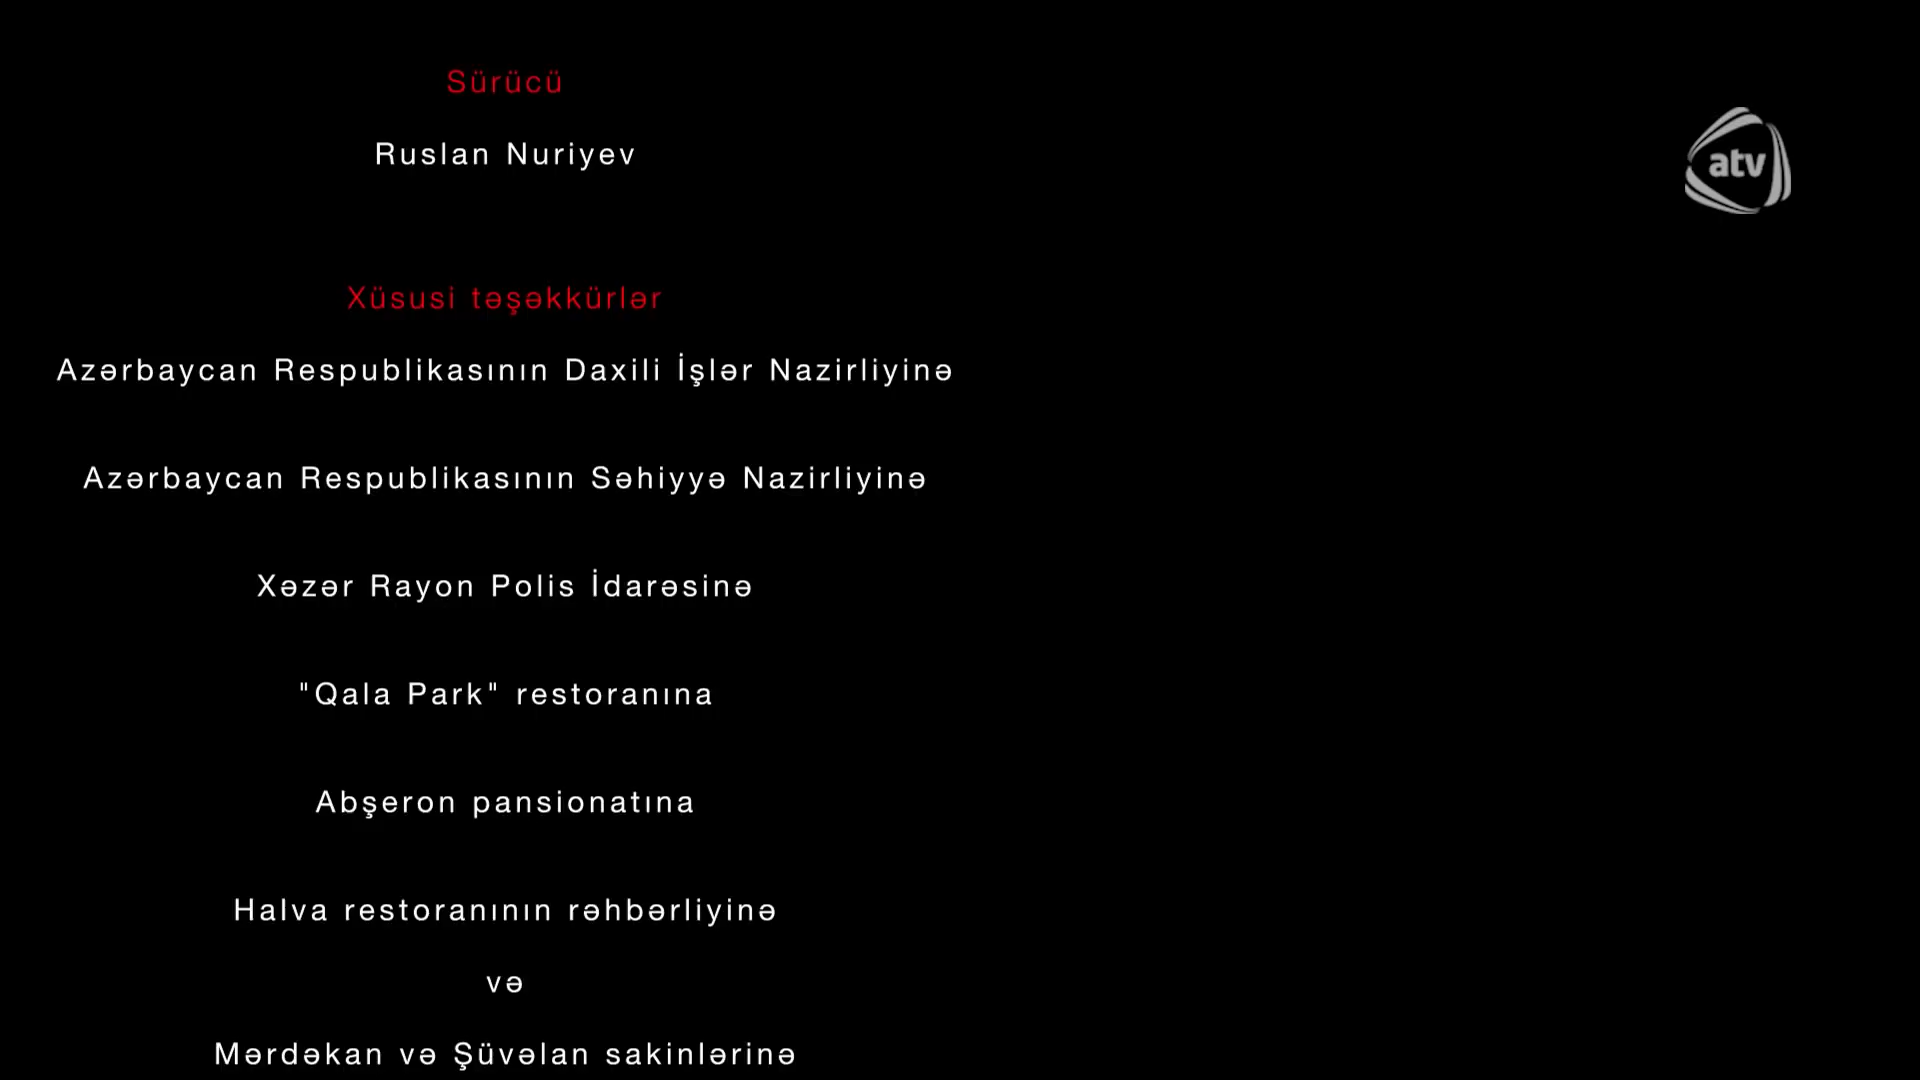 Sürücü
Ruslan Nuriyev
atv
Xüsusi təşəkkürlər
Azərbaycan Respublikasının Daxili İşlər Nazirliyinə
Azərbaycan Respublikasının Səhiyyə Nazirliyinə
Xəzər Rayon Polis İdarəsinə
"Qala Park" restoranına
Abşeron pansionatına
Halva restoranının rəhbərliyinə
və
Mərdəkan və Şüvəlan sakinlərinə